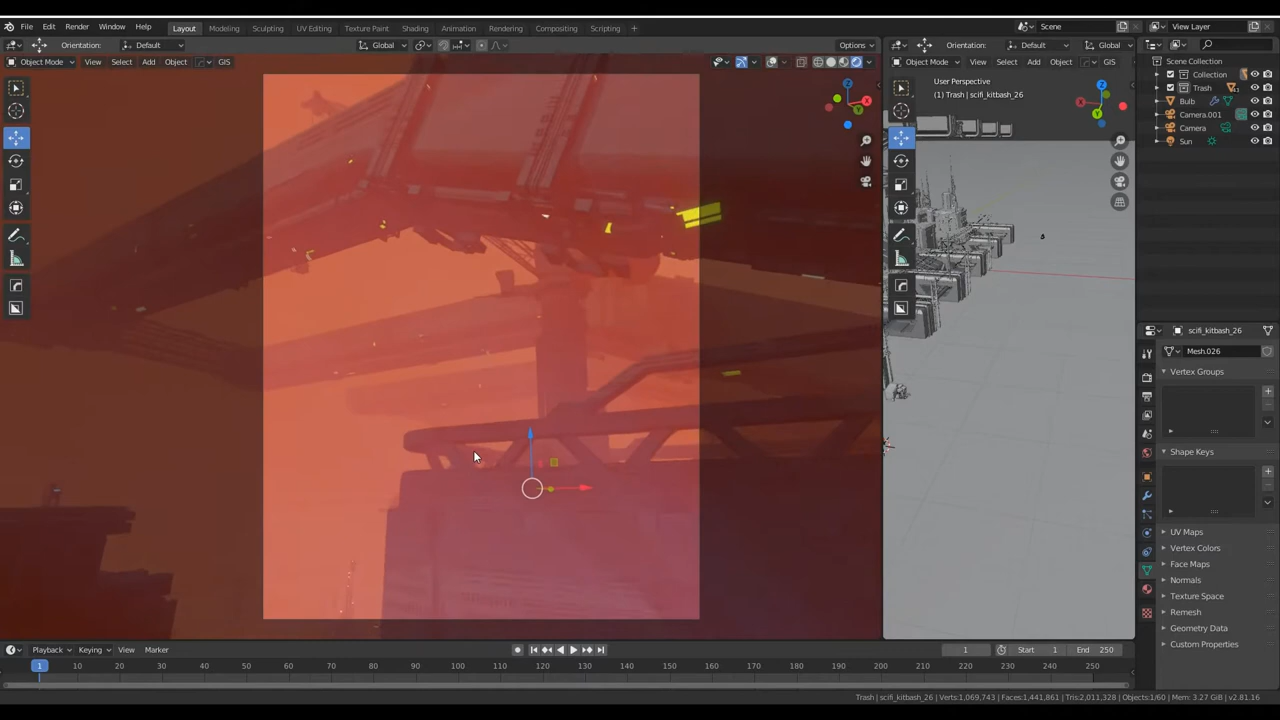 File Edit Render Window Help Layout Modeling Sculpting UV Editing Texture Paint Shading Animation Rendering Compositing Scripting + Scene View Layer
Orientation: Default Global Options Orientation: Default Global
Object Mode View Select Add Object GIS Object Mode View Select Add Object GIS
User Perspective
(1) Trash | scifi_kitbash_26
Scene Collection
Collection
Trash
Bulb
Camera.001
Camera
Sun
scifi_kitbash_26
Mesh.026
Vertex Groups
Shape Keys
UV Maps
Vertex Colors
Face Maps
Normals
Texture Space
Remesh
Geometry Data
Custom Properties
Playback Keying View Marker 1 Start 1 End 250
1 10 20 30 40 50 60 70 80 90 100 110 120 130 140 150 160 170 180 190 200 210 220 230 240 250
Trash | scifi_kitbash_26 | Verts:1,069,743 | Faces:1,441,861 | Tris:2,011,328 | Objects:1/60 | Mem: 3.27 GiB | v2.81.16